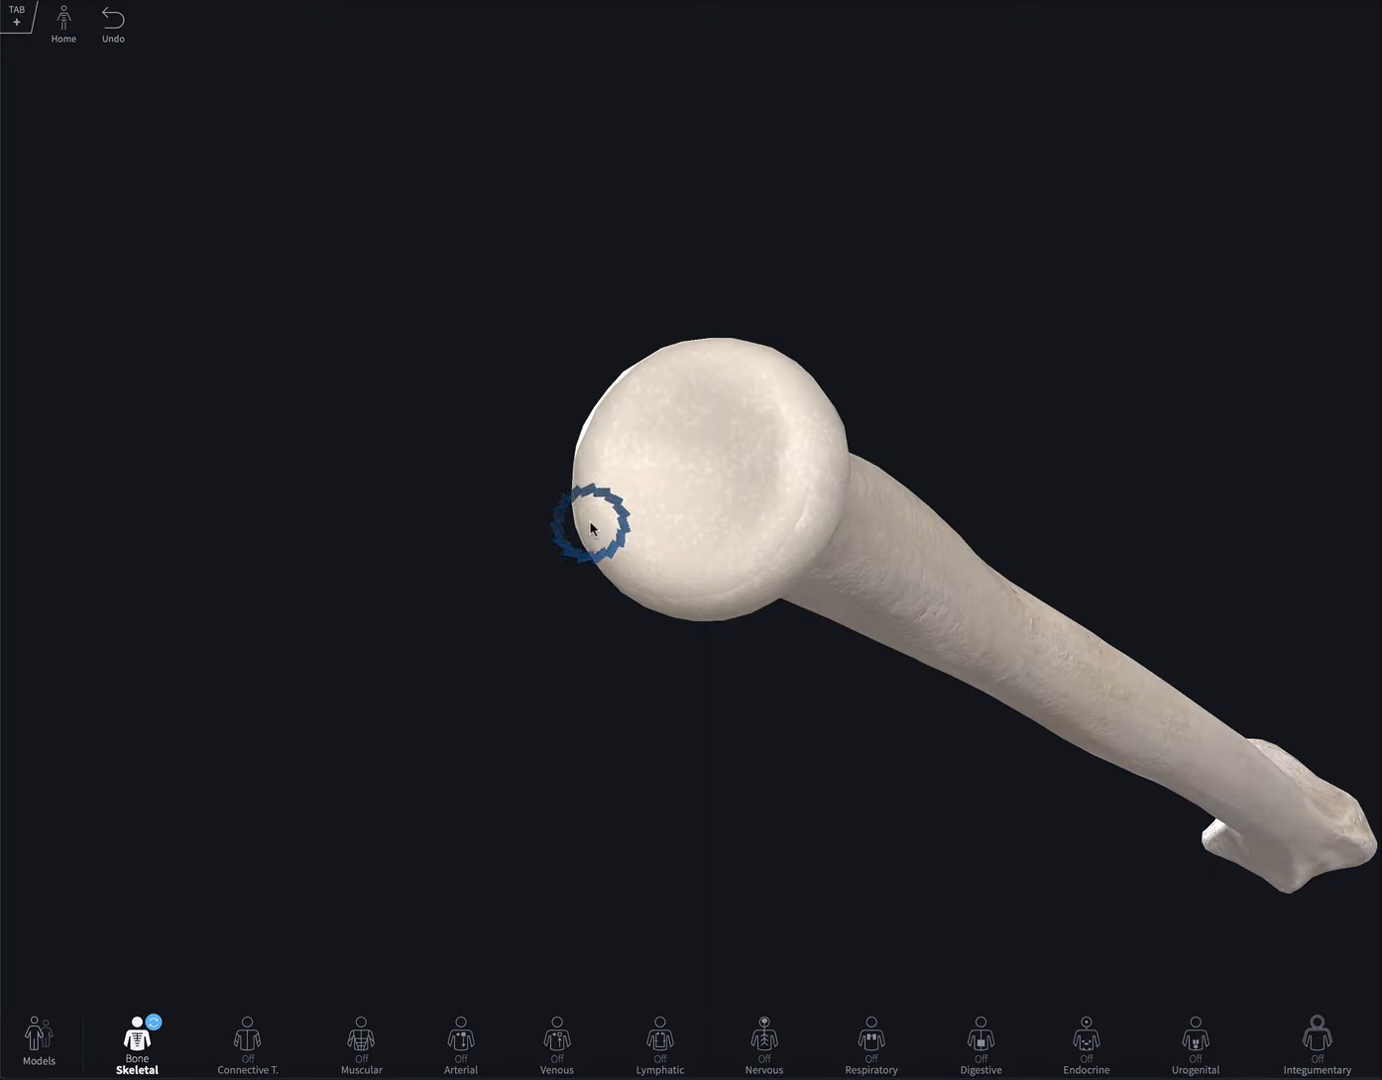 TAB
+
Home
Undo
Models
Bone
Skeletal
Off
Connective T.
Off
Muscular
Off
Arterial
Off
Venous
Off
Lymphatic
Off
Nervous
Off
Respiratory
Off
Digestive
Off
Endocrine
Off
Urogenital
Off
Integumentary